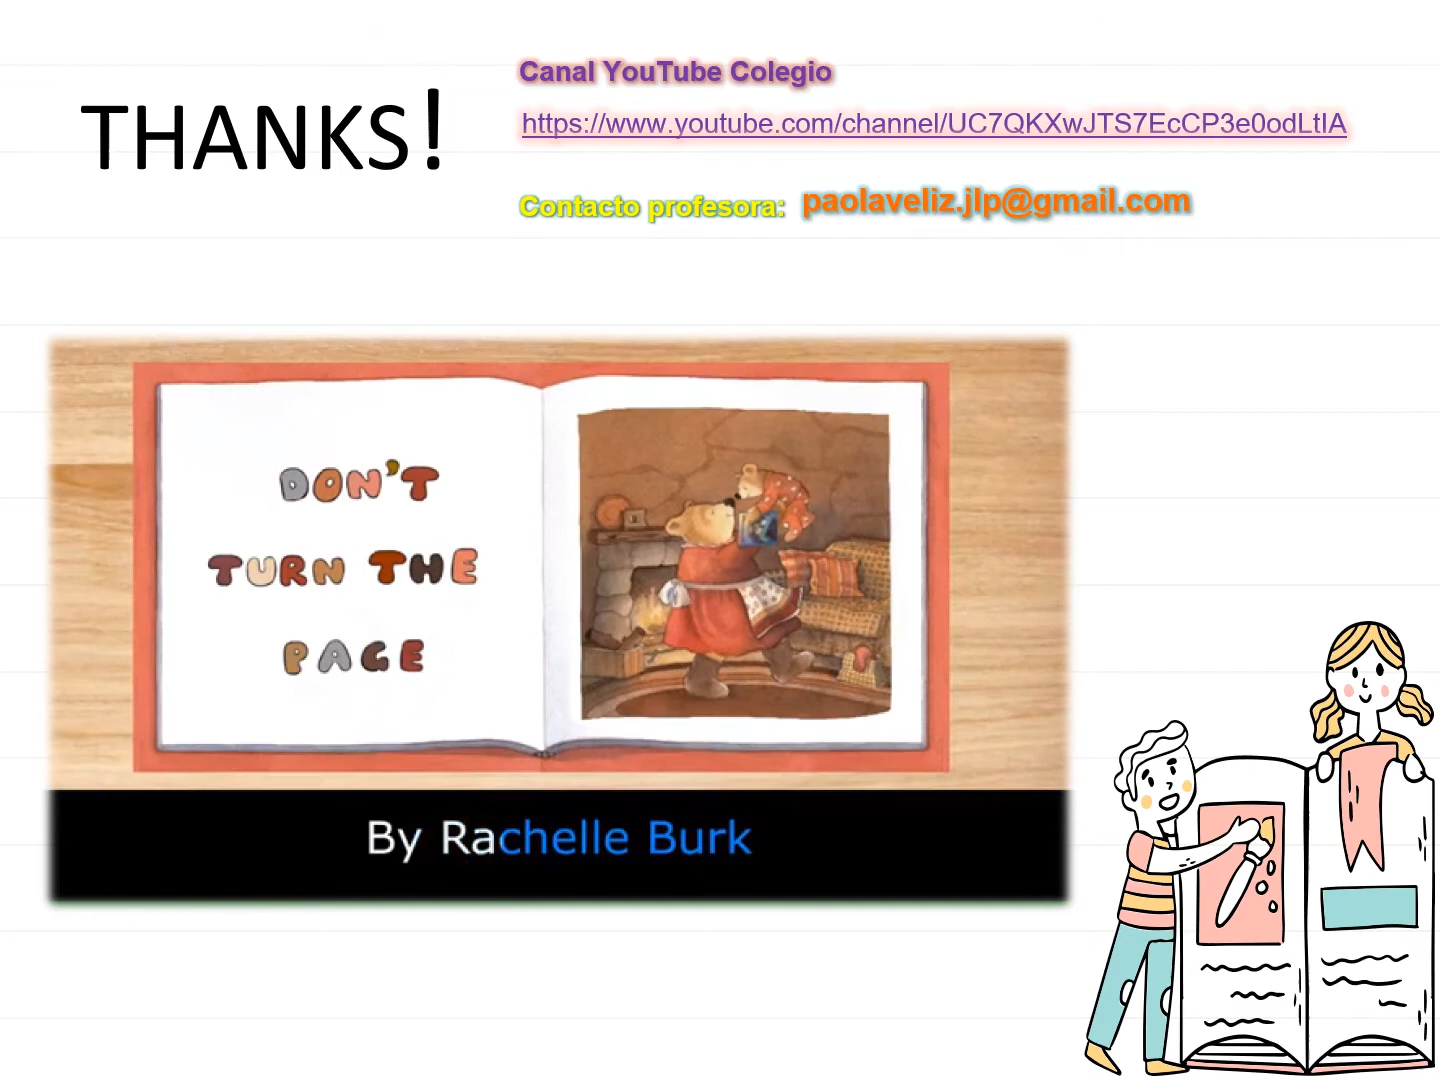 THANKS!
Canal YouTube Colegio
https://www.youtube.com/channel/UC7QKXwJTS7EcCP3e0odLtIA
Contacto profesora: paolaveliz.jlp@gmail.com
DON'T
TURN THE
PAGE
By Rachelle Burk